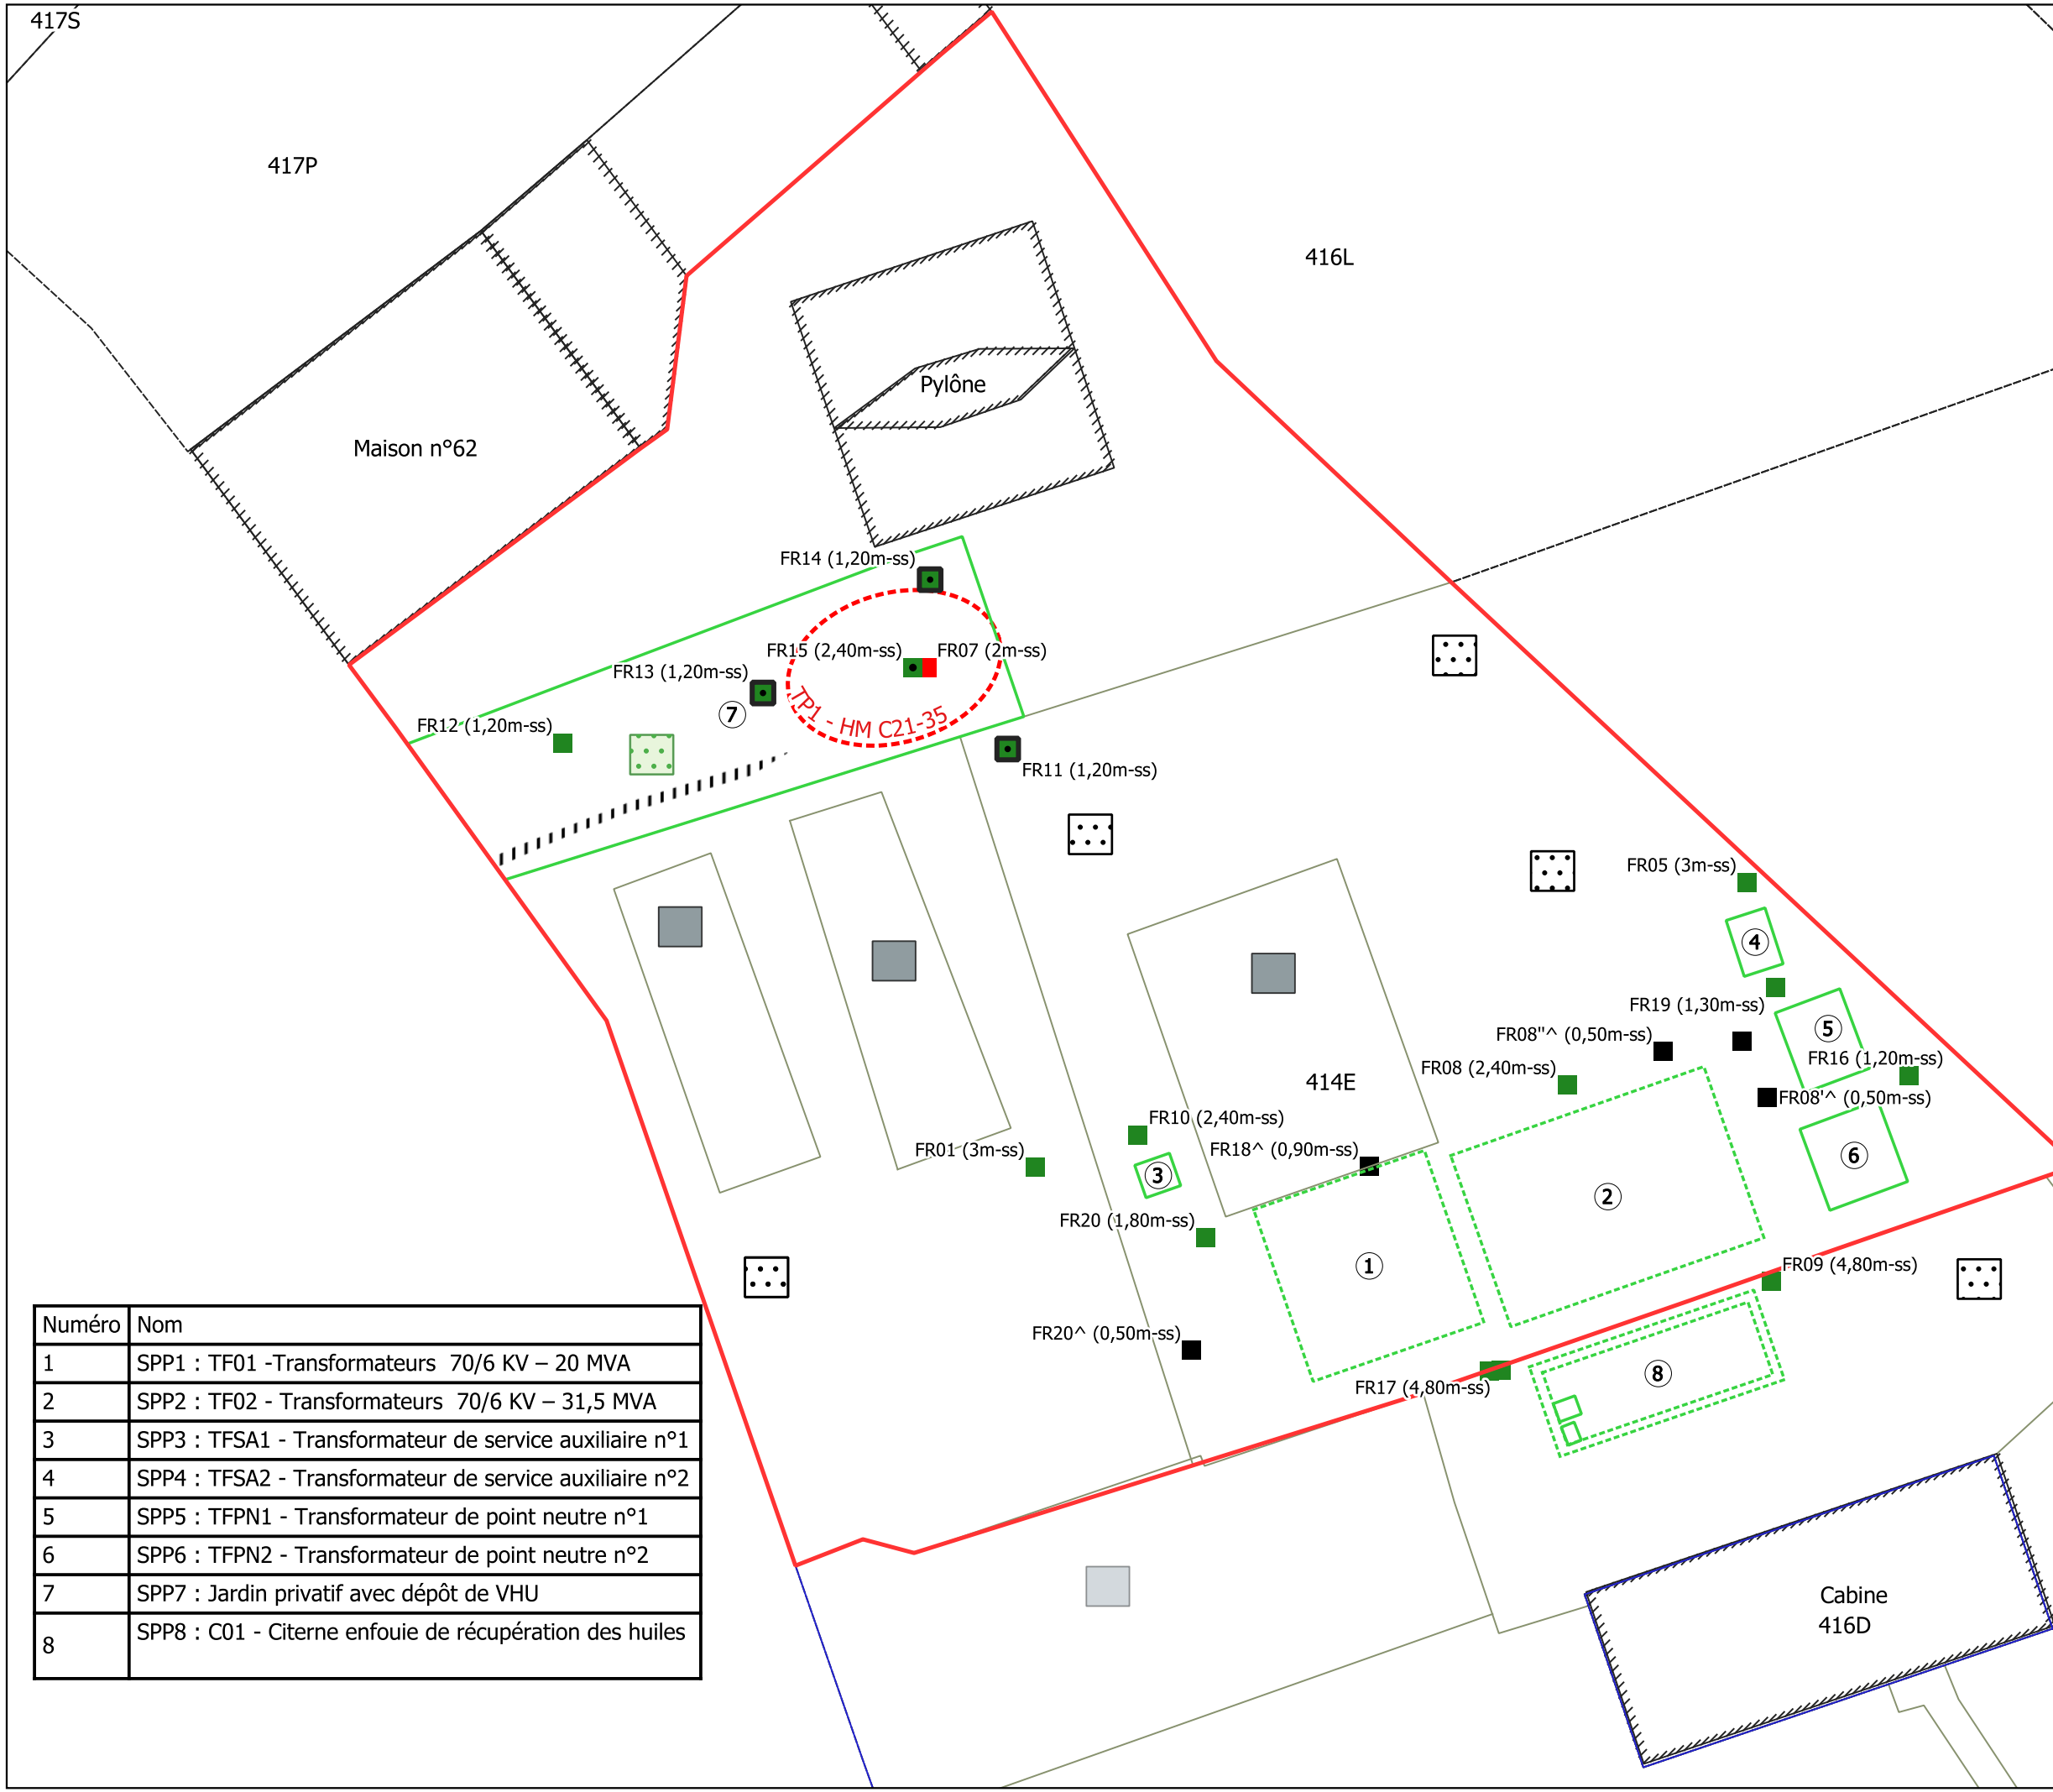 417S
417P
416L
Maison n°62
Pylône
FR14 (1,20m-ss)
FR15 (2,40m-ss)
FR07 (2m-ss)
FR13 (1,20m-ss)
7
TP1 - HM C21-35
FR12 (1,20m-ss)
FR11 (1,20m-ss)
FR05 (3m-ss)
4
FR19 (1,30m-ss)
5
FR08"^ (0,50m-ss)
FR16 (1,20m-ss)
FR08 (2,40m-ss)
414E
FR08'^ (0,50m-ss)
FR10 (2,40m-ss)
FR01 (3m-ss)
FR18^ (0,90m-ss)
3
6
2
FR20 (1,80m-ss)
1
FR09 (4,80m-ss)
FR20^ (0,50m-ss)
8
FR17 (4,80m-ss)
Cabine
416D
Numéro Nom
1 SPP1 : TF01 -Transformateurs 70/6 KV – 20 MVA
2 SPP2 : TF02 - Transformateurs 70/6 KV – 31,5 MVA
3 SPP3 : TFSA1 - Transformateur de service auxiliaire n°1
4 SPP4 : TFSA2 - Transformateur de service auxiliaire n°2
5 SPP5 : TFPN1 - Transformateur de point neutre n°1
6 SPP6 : TFPN2 - Transformateur de point neutre n°2
7 SPP7 : Jardin privatif avec dépôt de VHU
8 SPP8 : C01 - Citerne enfouie de récupération des huiles